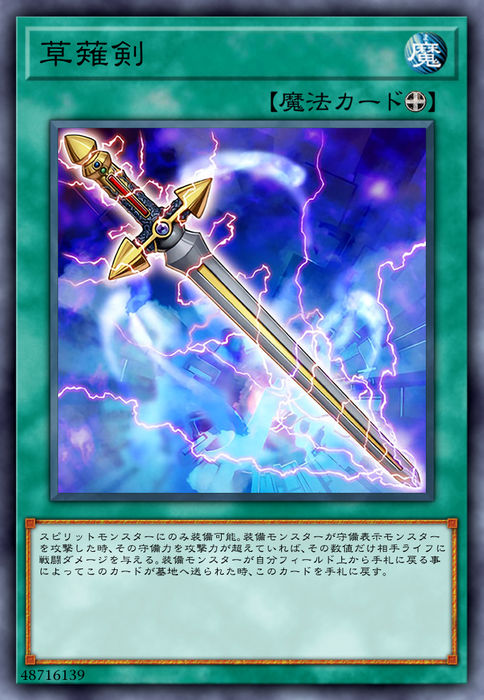 草薙剣
魔
【魔法カード】
スピリットモンスターにのみ装備可能。装備モンスターが守備表示モンスター
を攻撃した時、その守備力を攻撃力が超えていれば、その数値だけ相手ライフに
戦闘ダメージを与える。装備モンスターが自分フィールド上から手札に戻る事
によってこのカードが墓地へ送られた時、このカードを手札に戻す。
48716139